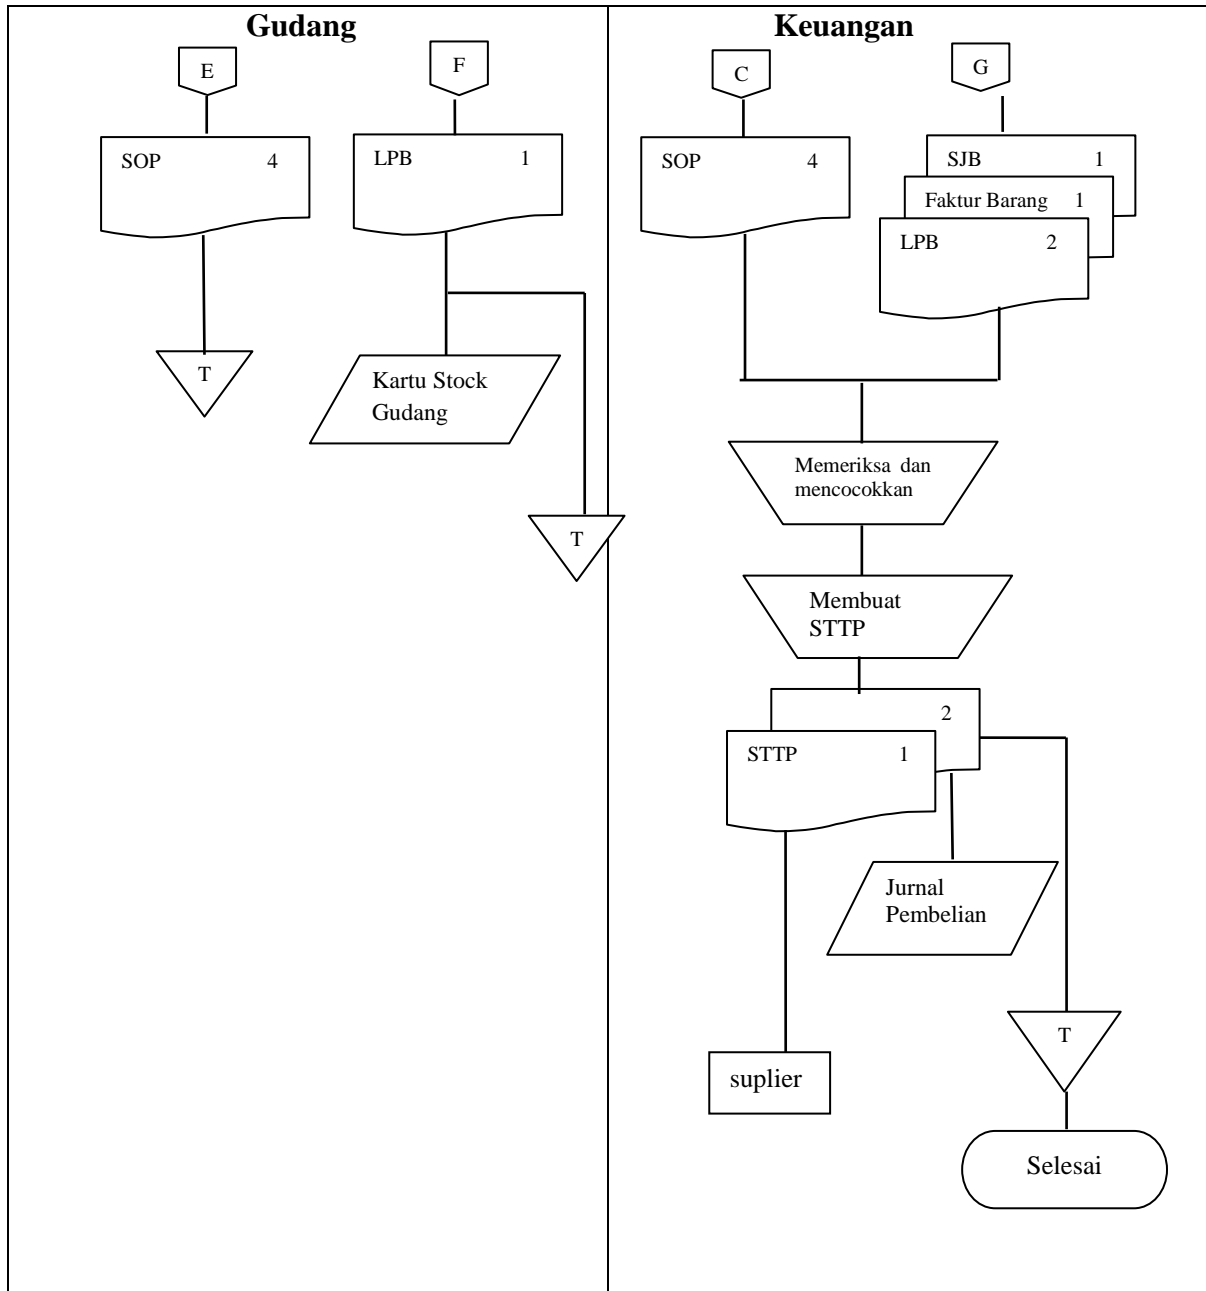 Gudang
E
F
SOP 4
LPB 1
T
Kartu Stock
Gudang
T
Keuangan
C
G
SOP 4
SJB 1
Faktur Barang 1
LPB 2
Memeriksa dan
mencocokkan
Membuat
STTP
2
STTP 1
Jurnal
Pembelian
T
suplier
Selesai